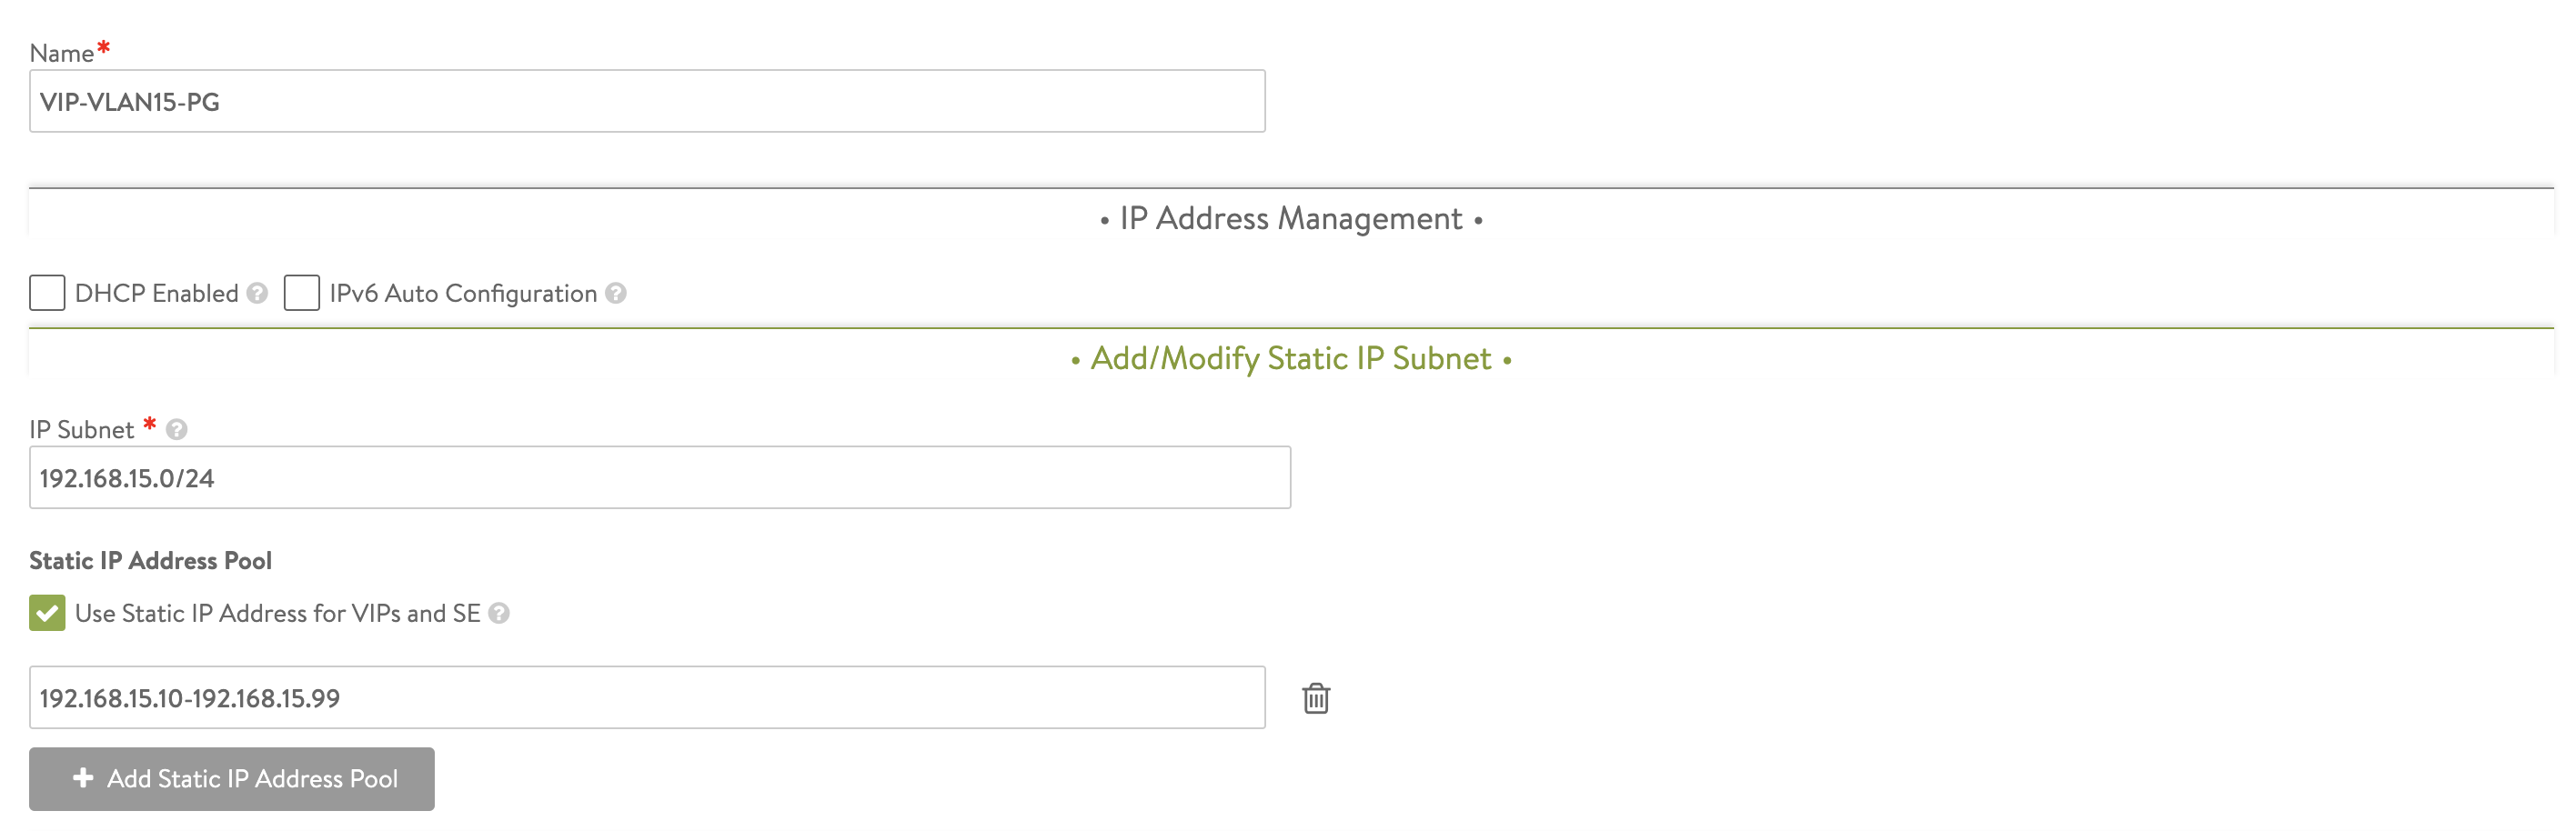 Name*
VIP-VLAN15-PG
• IP Address Management •
DHCP Enabled ? IPv6 Auto Configuration ?
• Add/Modify Static IP Subnet •
IP Subnet * ?
192.168.15.0/24
Static IP Address Pool
Use Static IP Address for VIPs and SE ?
192.168.15.10-192.168.15.99
+ Add Static IP Address Pool